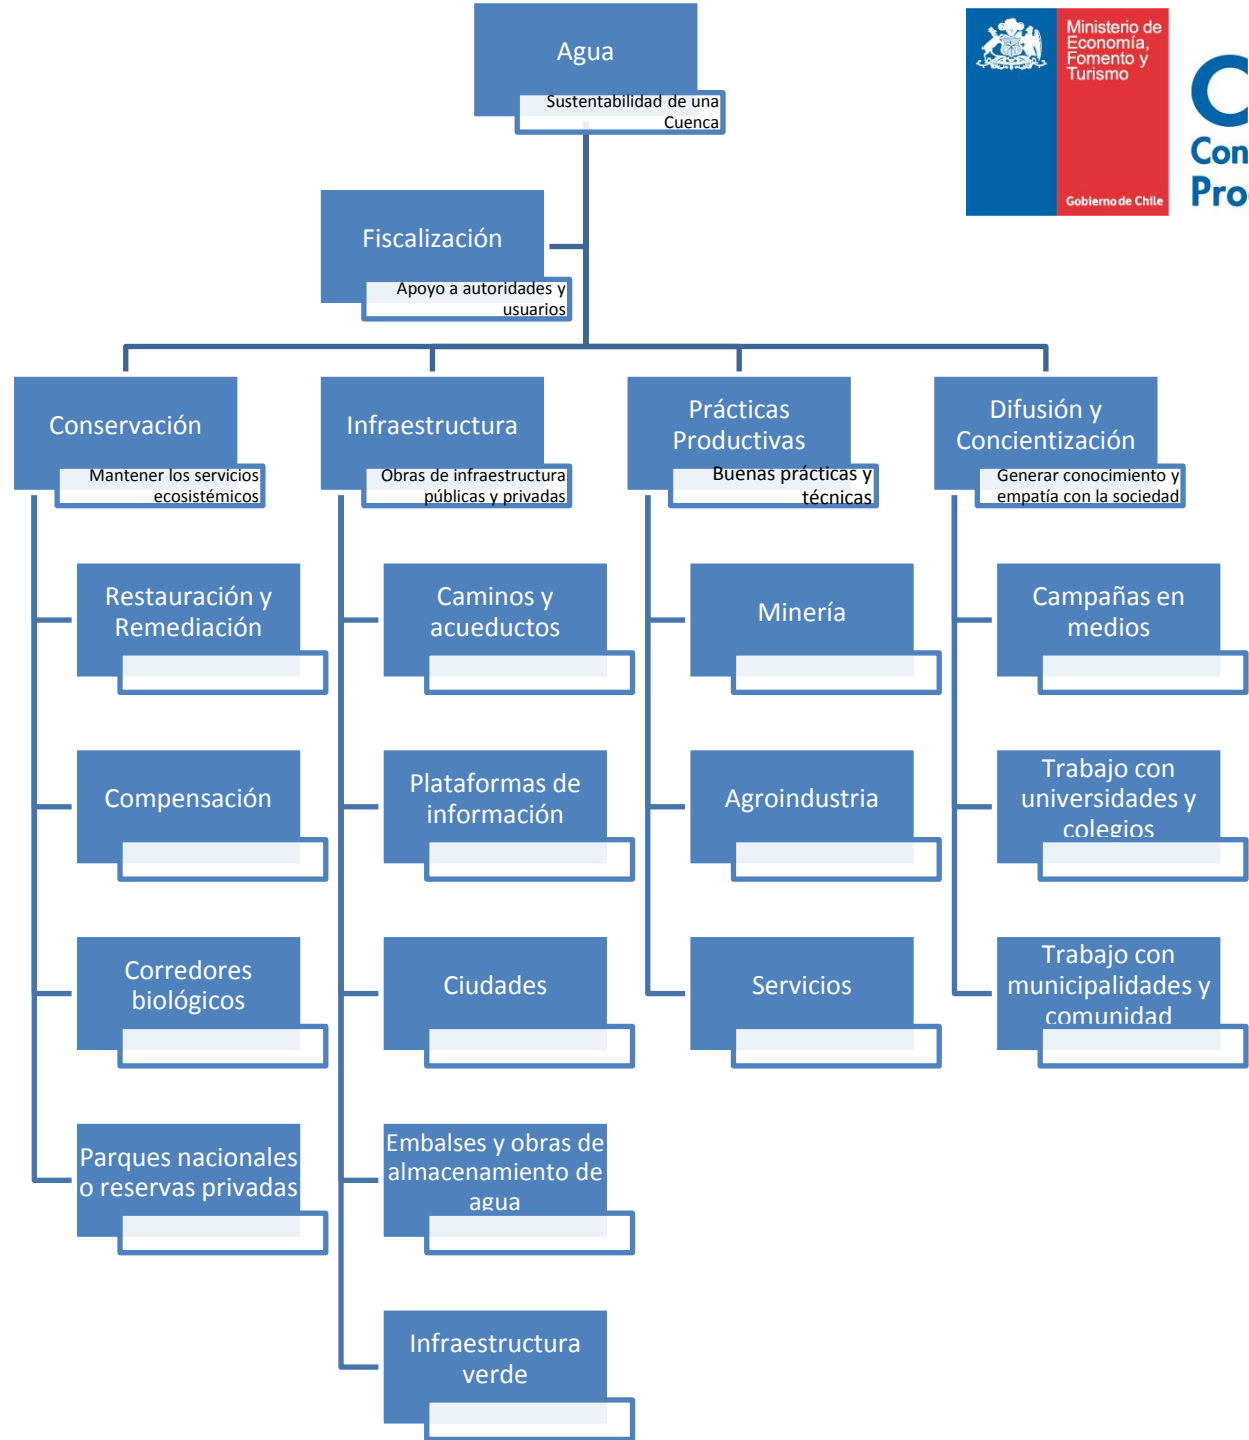 Agua
Sustentabilidad de una
Cuenca
Ministerio de
Economía,
Fomento y
Turismo
Gobierno de Chile
C
Con
Pro
Fiscalización
Apoyo a autoridades y
usuarios
Conservación
Mantener los servicios
ecosistémicos
Infraestructura
Obras de infraestructura
públicas y privadas
Prácticas
Productivas
Buenas prácticas y
técnicas
Difusión y
Concientización
Generar conocimiento y
empatía con la sociedad
Restauración y
Remediación
Compensación
Corredores
biológicos
Parques nacionales
o reservas privadas
Caminos y
acueductos
Plataformas de
información
Ciudades
Embalses y obras de
almacenamiento de
agua
Infraestructura
verde
Minería
Agroindustria
Servicios
Campañas en
medios
Trabajo con
universidades y
colegios
Trabajo con
municipalidades y
comunidad